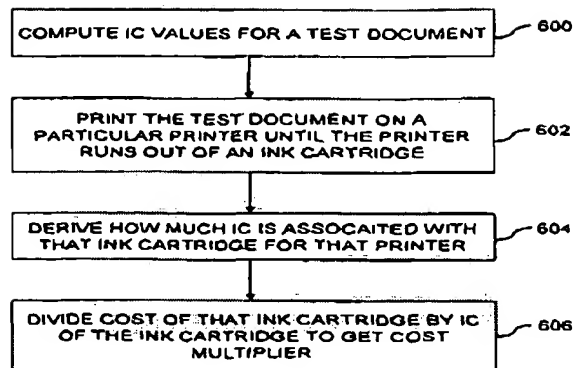 COMPUTE IC VALUES FOR A TEST DOCUMENT
600
PRINT THE TEST DOCUMENT ON A
PARTICULAR PRINTER UNTIL THE PRINTER
RUNS OUT OF AN INK CARTRIDGE
602
DERIVE HOW MUCH IC IS ASSOCAITED WITH
THAT INK CARTRIDGE FOR THAT PRINTER
604
DIVIDE COST OF THAT INK CARTRIDGE BY IC
OF THE INK CARTRIDGE TO GET COST
MULTIPLIER
606